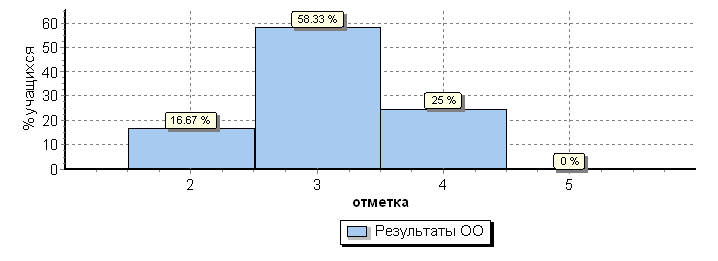 % учащихся
60
50
40
30
20
10
0
16.67 %
58.33 %
25 %
0 %
2 3 4 5
отметка
Результаты ОО